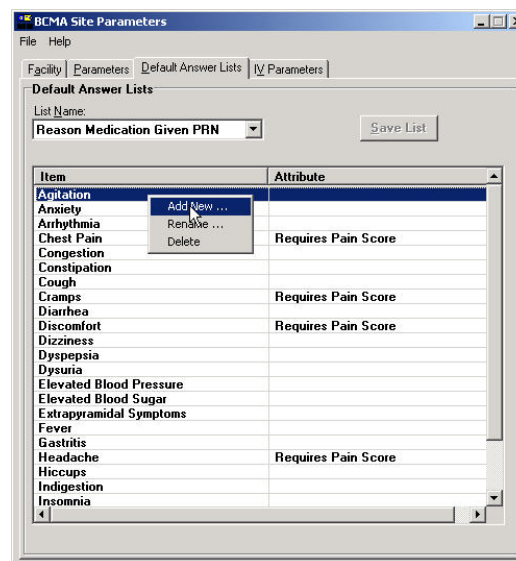 BCMA Site Parameters
File Help
Facility Parameters Default Answer Lists IV Parameters
Default Answer Lists
List Name:
Reason Medication Given PRN
Save List
Item Attribute
Agitation
Anxiety
Arrhythmia
Chest Pain Requires Pain Score
Congestion
Constipation
Cough
Cramps Requires Pain Score
Diarrhea
Discomfort Requires Pain Score
Dizziness
Dyspepsia
Dysuria
Elevated Blood Pressure
Elevated Blood Sugar
Extrapyramidal Symptoms
Fever
Gastritis
Headache Requires Pain Score
Hiccups
Indigestion
Insomnia
Add New ...
Rename ...
Delete